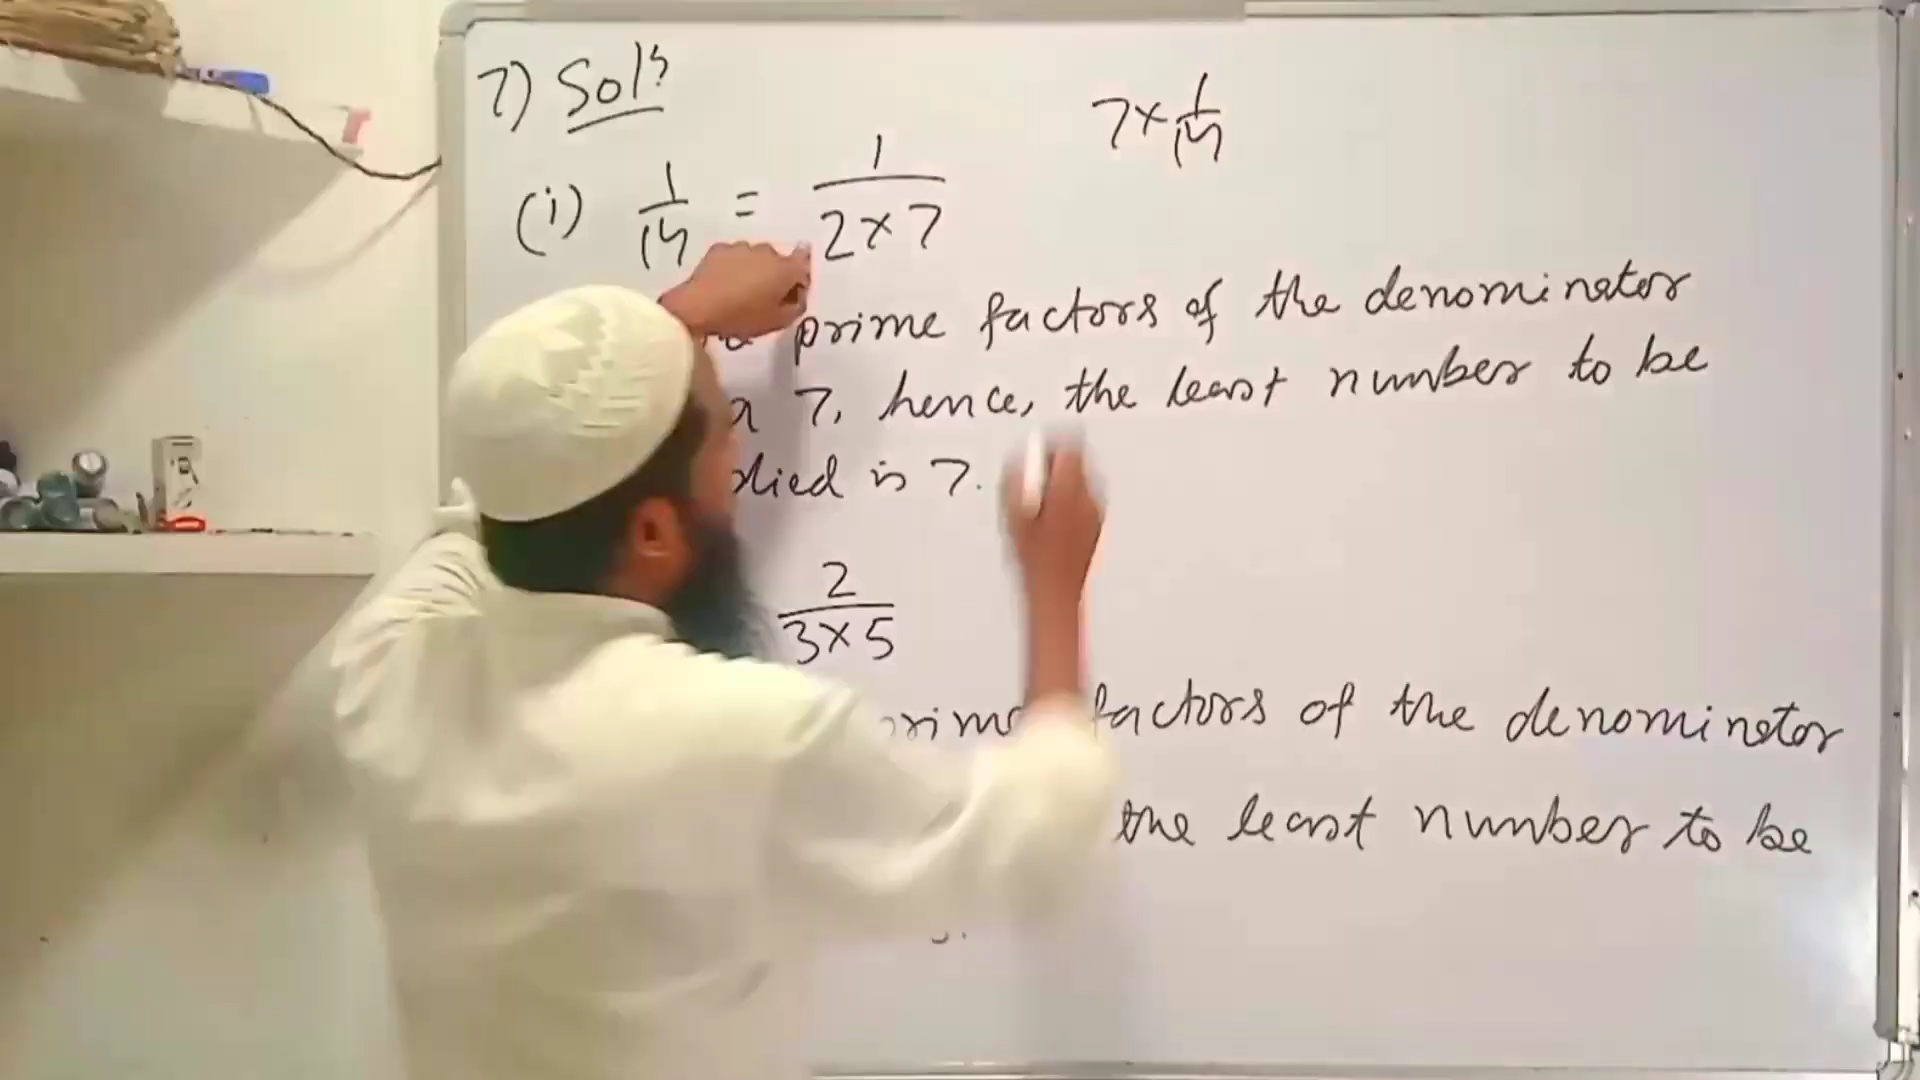 7) Solⁿ:
7 × 1/14
(i) 1/14 = 1/(2 × 7)
prime factors of the denominator
7, hence, the least number to be
is 7.
2/(3 × 5)
factors of the denominator
the least number to be